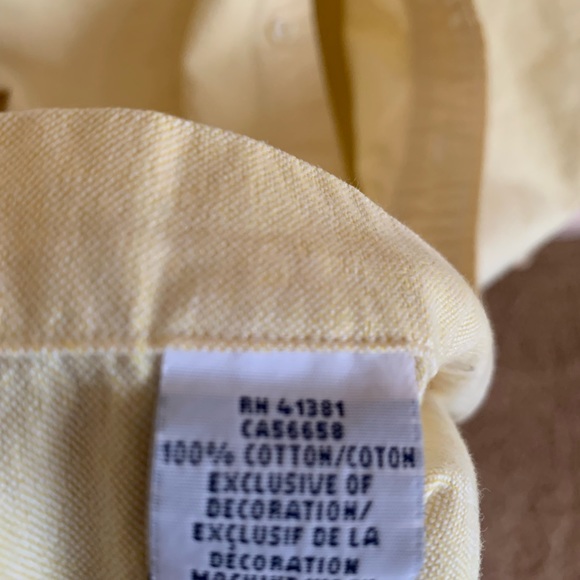 RN 41381
CA56658
100% COTTON/COTON
EXCLUSIVE OF
DECORATION/
EXCLUSIF DE LA
DÉCORATION